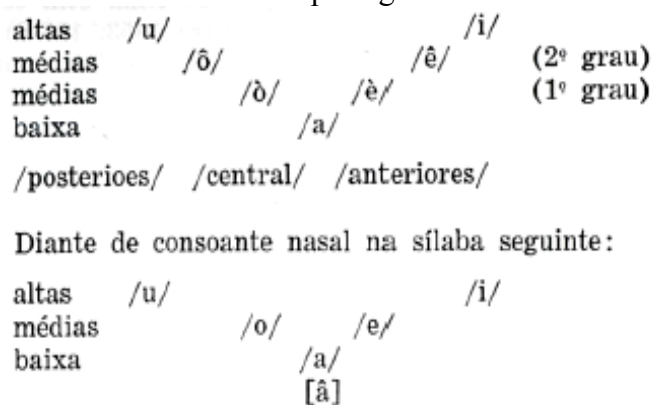 altas /u/ /i/
médias /ô/ /ê/ (2º grau)
médias /ò/ /è/ (1º grau)
baixa /a/
/posterioes/ /central/ /anteriores/
Diante de consoante nasal na sílaba seguinte:
altas /u/ /i/
médias /o/ /e/
baixa /a/
[â]